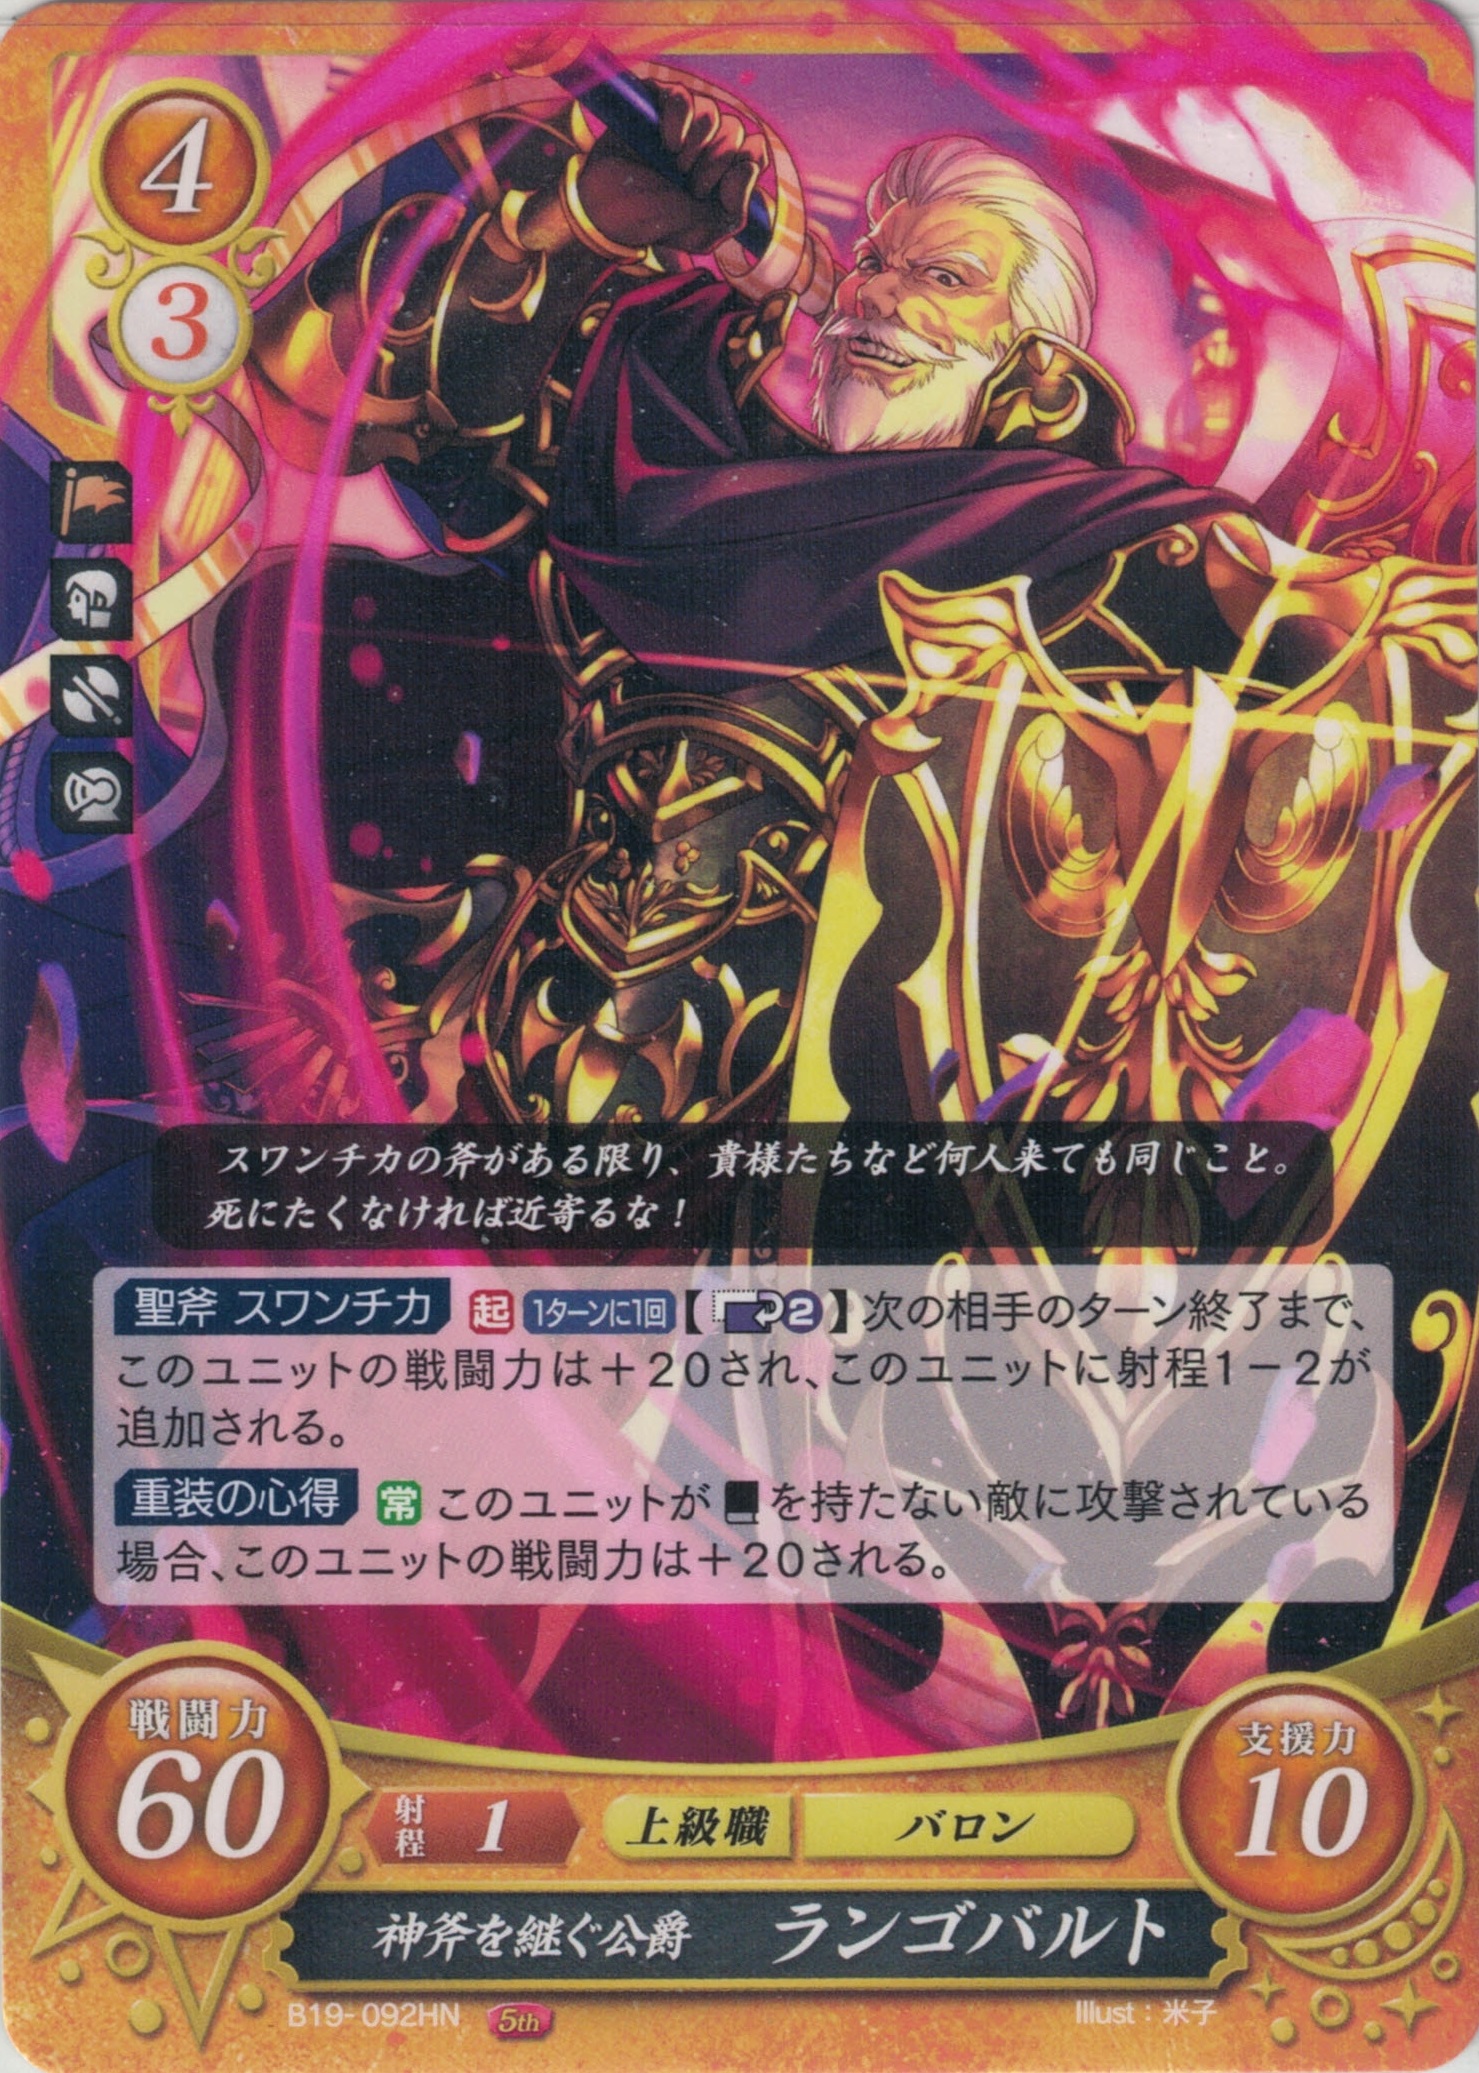 4
3
スワンチカの斧がある限り、貴様たちなど何人来ても同じこと。
死にたくなければ近寄るな！
聖斧 スワンチカ 起 1ターンに1回【2】次の相手のターン終了まで、
このユニットの戦闘力は＋20され、このユニットに射程1－2が
追加される。
重装の心得 常 このユニットが を持たない敵に攻撃されている
場合、このユニットの戦闘力は＋20される。
戦闘力
60
射程 1
上級職 バロン
支援力
10
神斧を継ぐ公爵 ランゴバルト
B19-092HN 5th Illust：米子